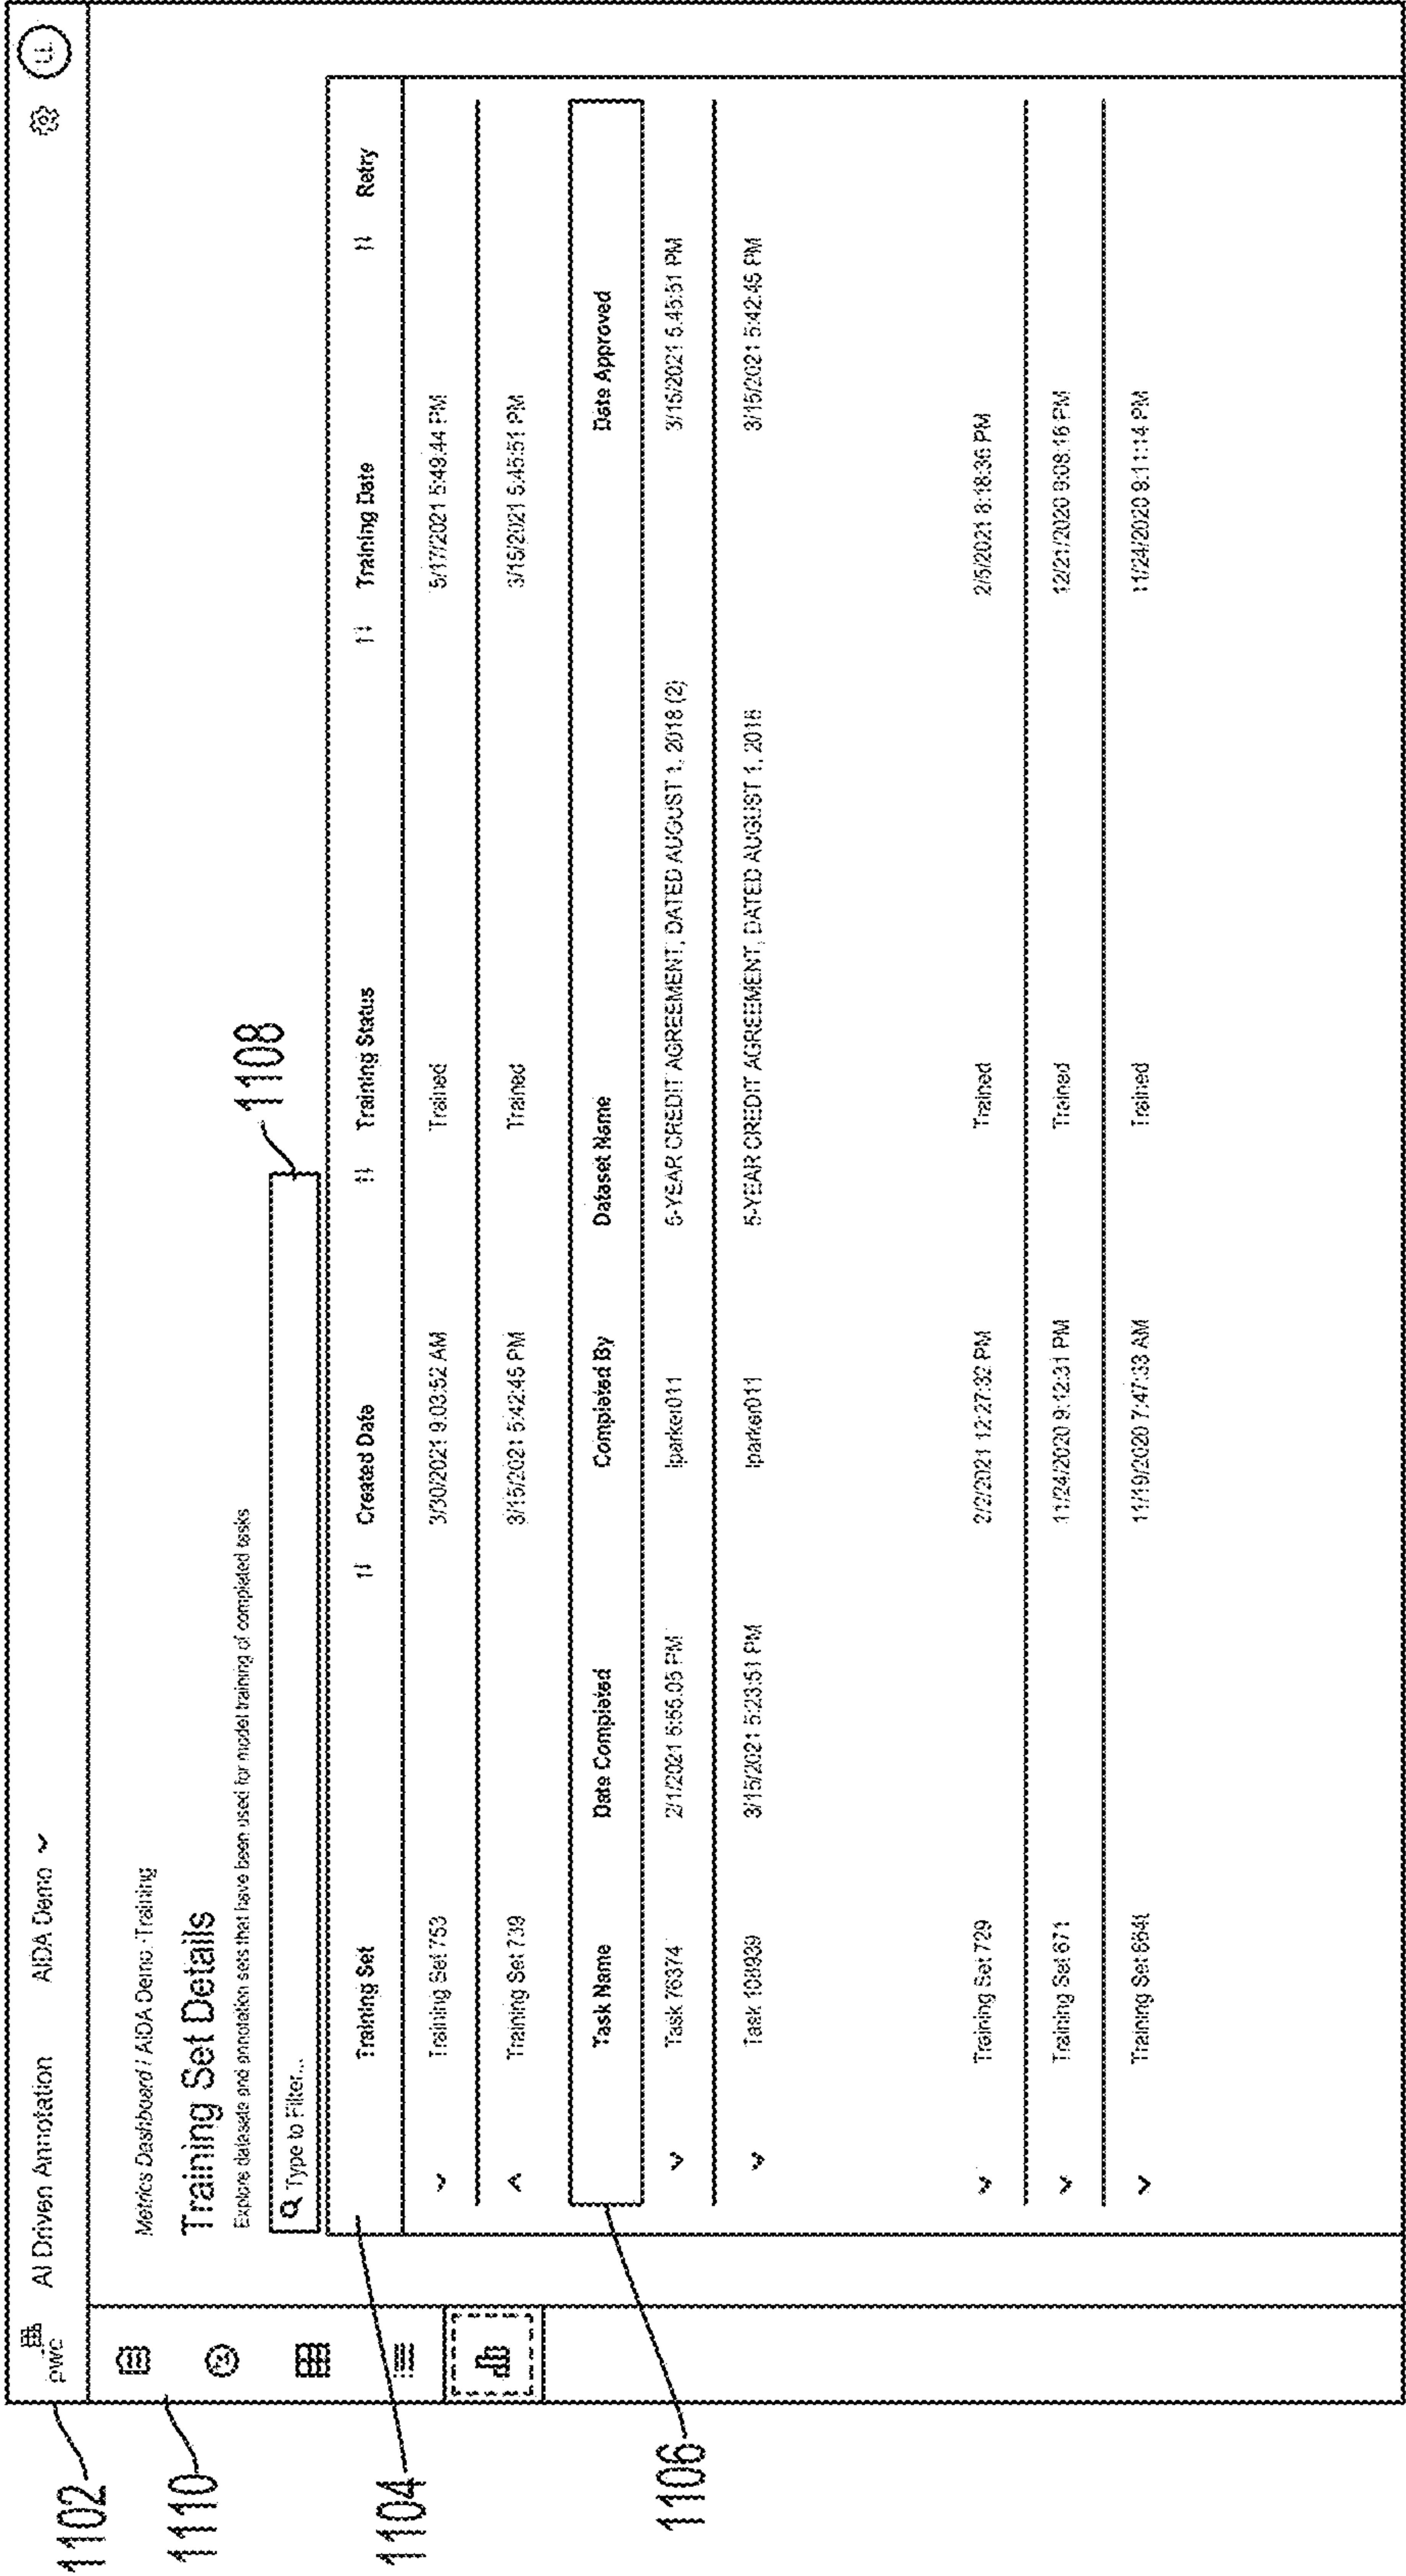 pwc AI Driven Annotation AIDA Demo LL
Metrics Dashboard / AIDA Demo: Training
Training Set Details
Explore datasets and annotation sets that have been used for model training of completed tasks
Type to Filter...
1108
Training Set Created Date Training Status Training Date Retry
Training Set 753 3/30/2021 9:03:52 AM Trained 5/17/2021 5:49:44 PM
Training Set 739 3/15/2021 5:42:45 PM Trained 3/15/2021 5:45:51 PM
Task Name Date Completed Completed By Dataset Name Date Approved
Task 76374 2/1/2021 5:55:05 PM lparker011 5-YEAR CREDIT AGREEMENT, DATED AUGUST 1, 2018 (2) 3/15/2021 5:45:51 PM
Task 108939 3/15/2021 5:23:51 PM lparker011 5-YEAR CREDIT AGREEMENT, DATED AUGUST 1, 2018 3/15/2021 5:42:45 PM
Training Set 729 2/2/2021 12:27:32 PM Trained 2/5/2021 8:18:36 PM
Training Set 671 11/24/2020 9:12:31 PM Trained 12/21/2020 9:08:16 PM
Training Set 11/19/2020 7:47:33 AM Trained 11/24/2020 9:11:14 PM
1102
1110
1104
1106